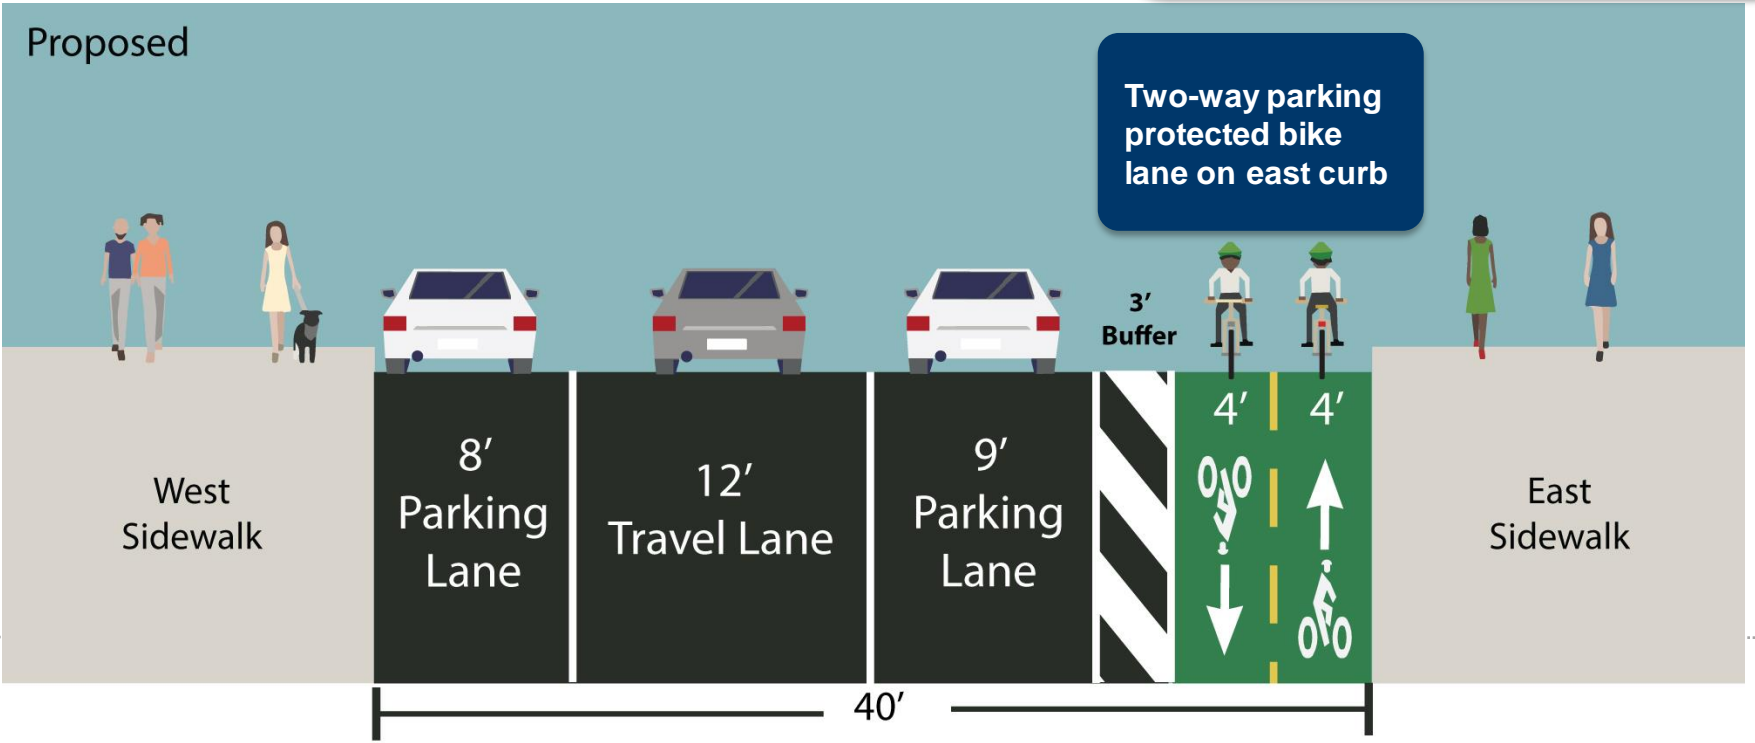 Proposed
Two-way parking
protected bike
lane on east curb
3′
Buffer
West
Sidewalk
8′
Parking
Lane
12′
Travel Lane
9′
Parking
Lane
4′
4′
East
Sidewalk
40′